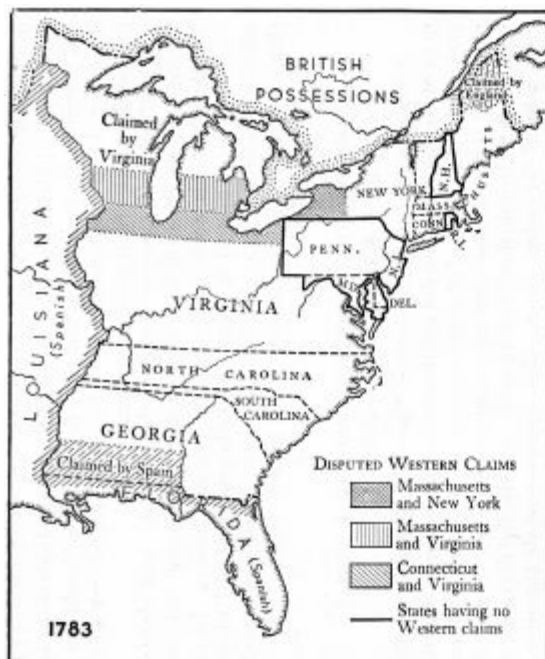 BRITISH
POSSESSIONS
Claimed by
England
Claimed
by
Virginia
NEW YORK
N.H.
MASS.
MASSACHUSETTS
CONN.
R.I.
PENN.
N.J.
MD.
DEL.
LOUISIANA
(Spanish)
VIRGINIA
NORTH CAROLINA
SOUTH
CAROLINA
GEORGIA
Claimed by Spain
FLORIDA (Spanish)
DISPUTED WESTERN CLAIMS
Massachusetts
and New York
Massachusetts
and Virginia
Connecticut
and Virginia
States having no
Western claims
1783